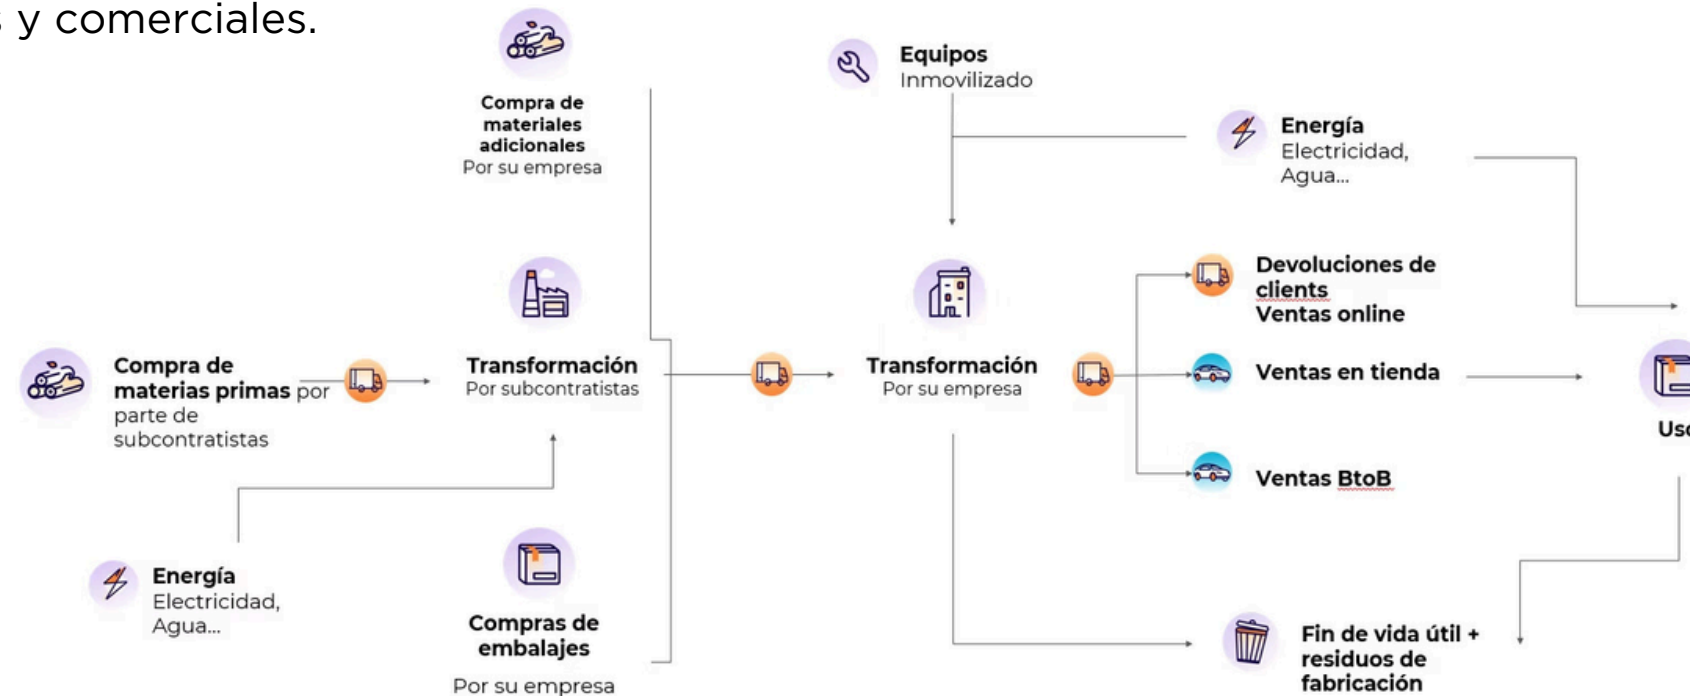 s y comerciales.
Compra de
materiales
adicionales
Por su empresa
Equipos
Inmovilizado
Energía
Electricidad,
Agua...
Compra de
materias primas por
parte de
subcontratistas
Transformación
Por subcontratistas
Transformación
Por su empresa
Devoluciones de
clients
Ventas online
Ventas en tienda
Ventas BtoB
Energía
Electricidad,
Agua...
Compras de
embalajes
Por su empresa
Fin de vida útil +
residuos de
fabricación